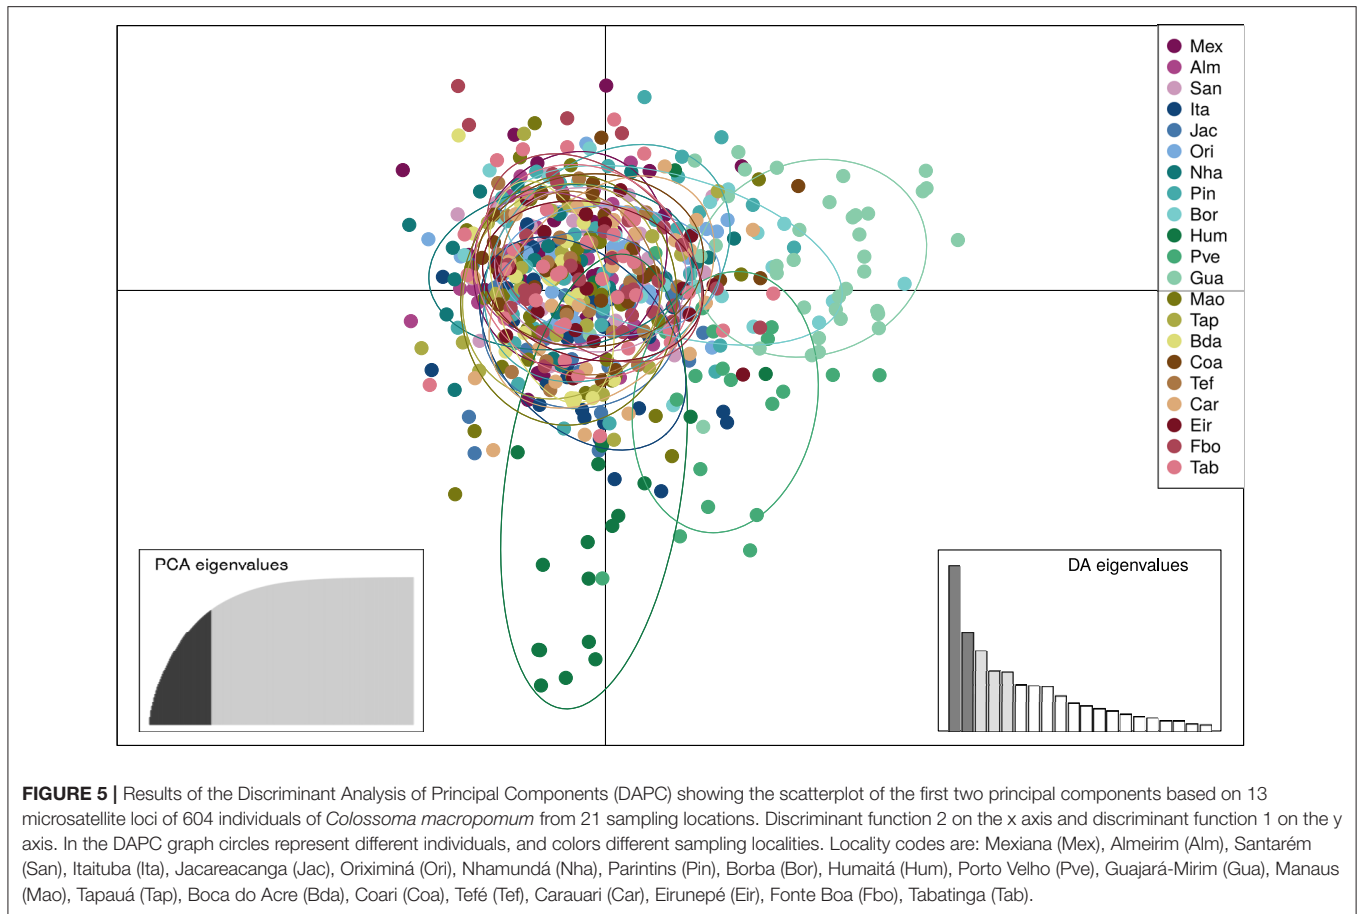 Mex
Alm
San
Ita
Jac
Ori
Nha
Pin
Bor
Hum
Pve
Gua
Mao
Tap
Bda
Coa
Tef
Car
Eir
Fbo
Tab
PCA eigenvalues
DA eigenvalues
FIGURE 5 | Results of the Discriminant Analysis of Principal Components (DAPC) showing the scatterplot of the first two principal components based on 13
microsatellite loci of 604 individuals of Colossoma macropomum from 21 sampling locations. Discriminant function 2 on the x axis and discriminant function 1 on the y
axis. In the DAPC graph circles represent different individuals, and colors different sampling localities. Locality codes are: Mexiana (Mex), Almeirim (Alm), Santarém
(San), Itaituba (Ita), Jacareacanga (Jac), Oriximiná (Ori), Nhamundá (Nha), Parintins (Pin), Borba (Bor), Humaitá (Hum), Porto Velho (Pve), Guajará-Mirim (Gua), Manaus
(Mao), Tapauá (Tap), Boca do Acre (Bda), Coari (Coa), Tefé (Tef), Carauari (Car), Eirunepé (Eir), Fonte Boa (Fbo), Tabatinga (Tab).